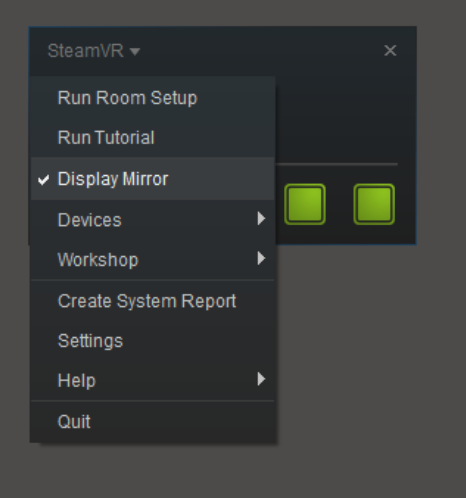 SteamVR
Run Room Setup
Run Tutorial
Display Mirror
Devices
Workshop
Create System Report
Settings
Help
Quit